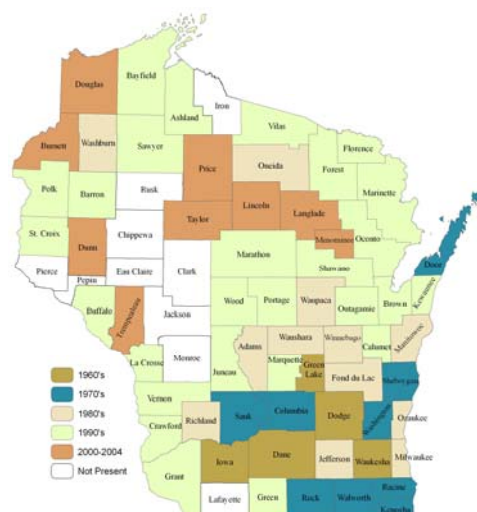 Douglas
Bayfield
Iron
Ashland
Vilas
Burnett
Washburn
Sawyer
Florence
Oneida
Forest
Price
Polk
Barron
Rusk
Marinette
Lincoln
Langlade
Taylor
St. Croix
Dunn
Chippewa
Menominee
Oconto
Marathon
Door
Pierce
Eau Claire
Clark
Shawano
Pepin
Kewaunee
Buffalo
Trempealeau
Jackson
Wood
Portage
Waupaca
Outagamie
Brown
Manitowoc
Adams
Waushara
Winnebago
Calumet
La Crosse
Monroe
Juneau
Marquette
Green
Lake
Fond du Lac
Sheboygan
Vernon
Sauk
Columbia
Dodge
Washington
Ozaukee
Richland
Crawford
Iowa
Dane
Jefferson
Waukesha
Milwaukee
Grant
Lafayette
Green
Rock
Walworth
Racine
Kenosha
1960's
1970's
1980's
1990's
2000-2004
Not Present